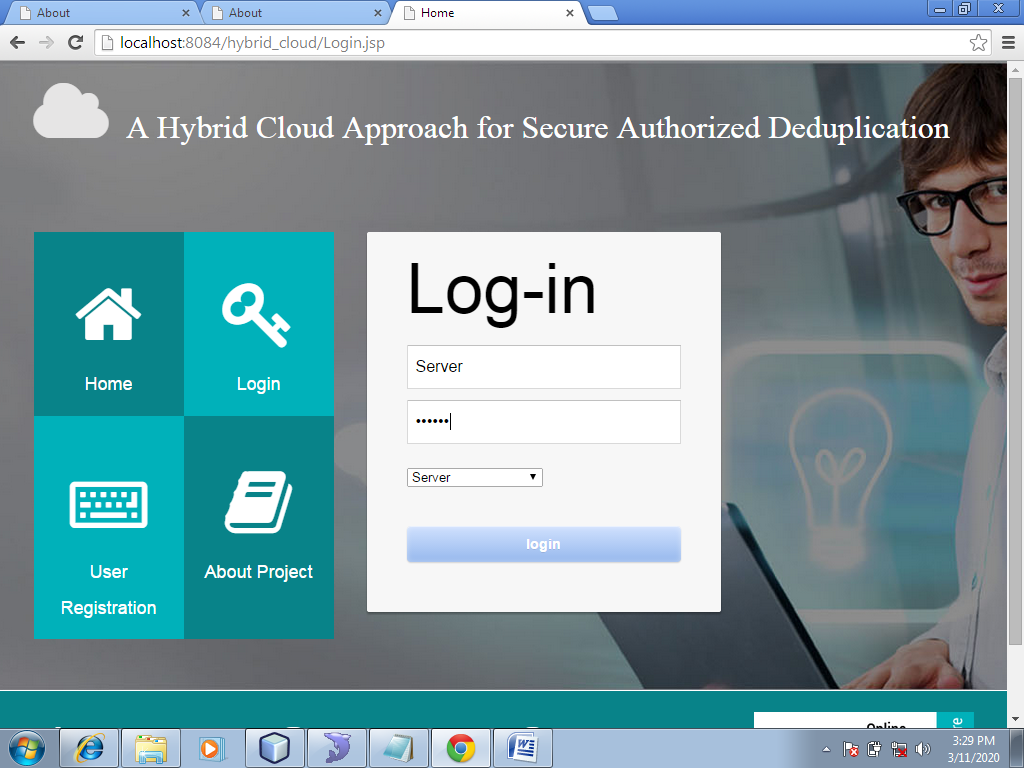 About
About
Home
localhost:8084/hybrid_cloud/Login.jsp
A Hybrid Cloud Approach for Secure Authorized Deduplication
Home
Login
User
Registration
About Project
Log-in
Server
••••••
Server
login
Online
3:29 PM
3/11/2020